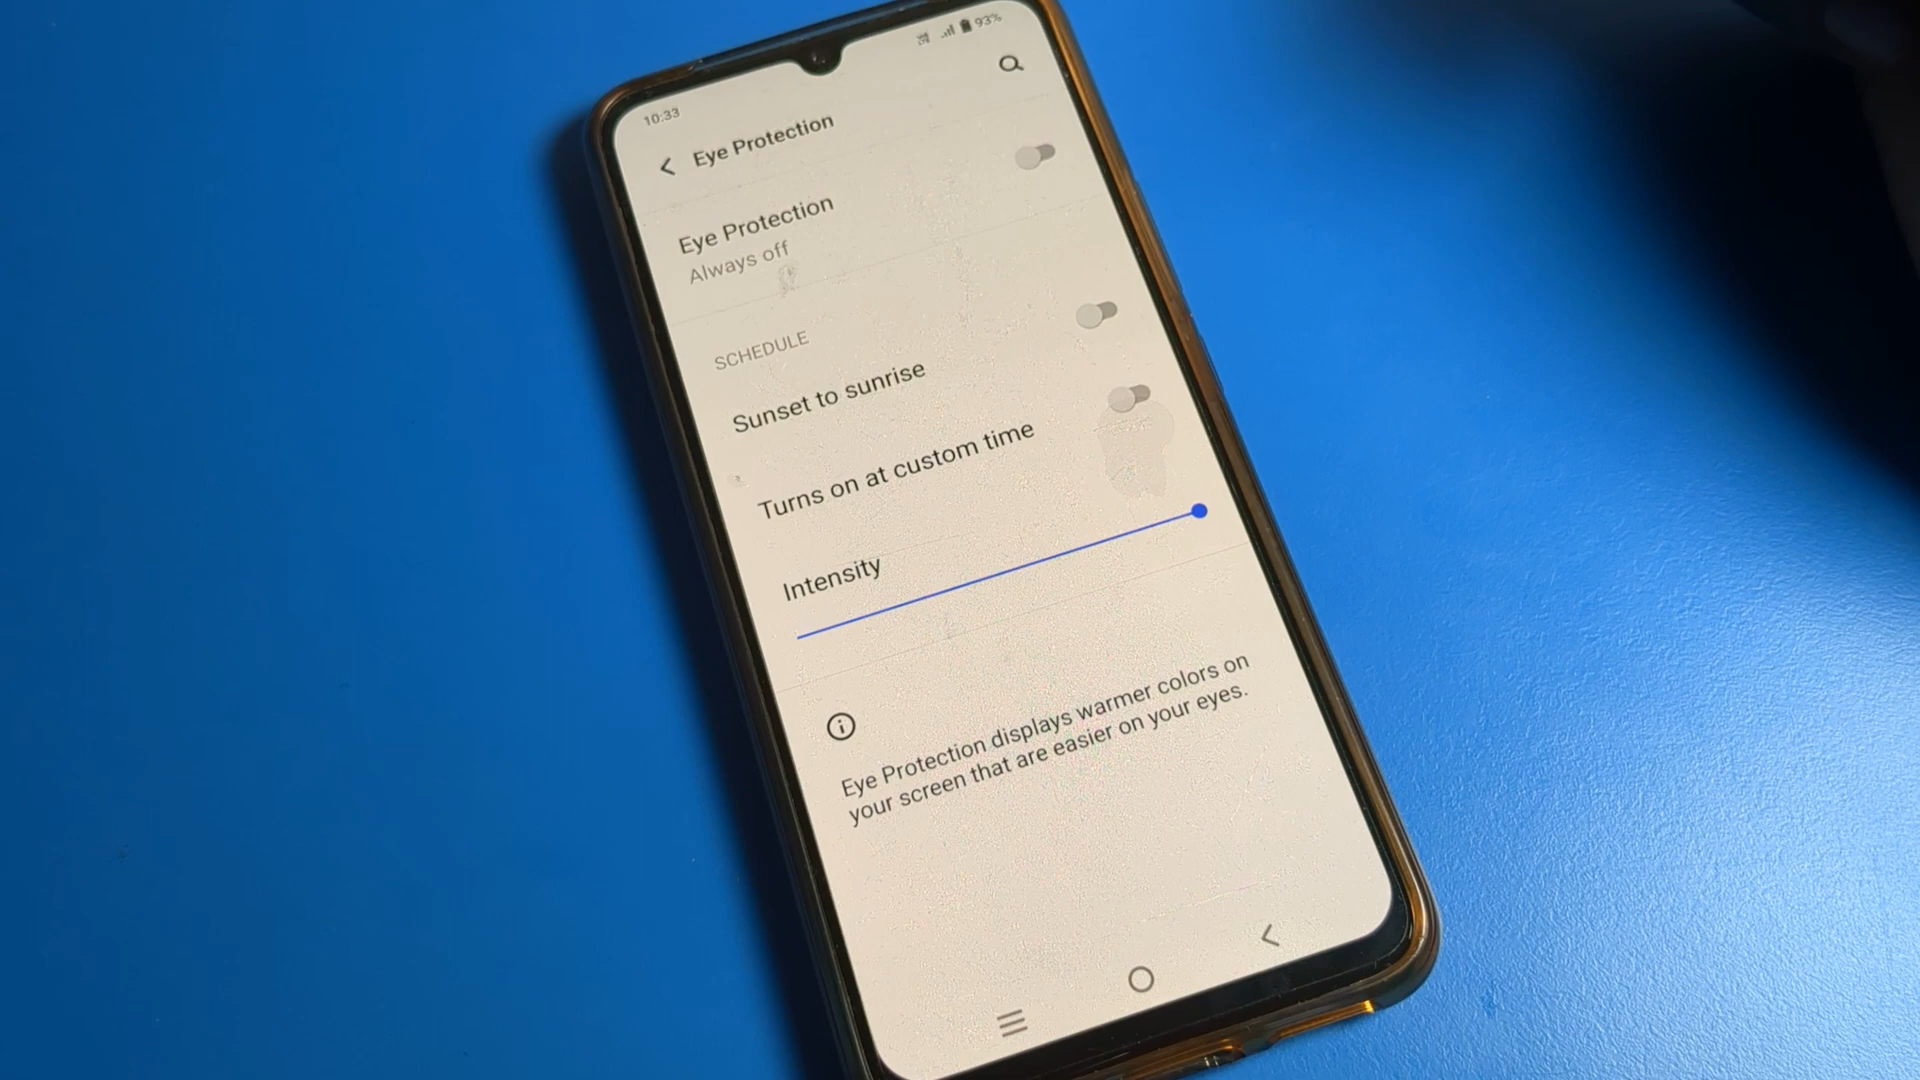 93%
10:33
Eye Protection
Eye Protection
Always off
SCHEDULE
Sunset to sunrise
Turns on at custom time
Intensity
Eye Protection displays warmer colors on
your screen that are easier on your eyes.